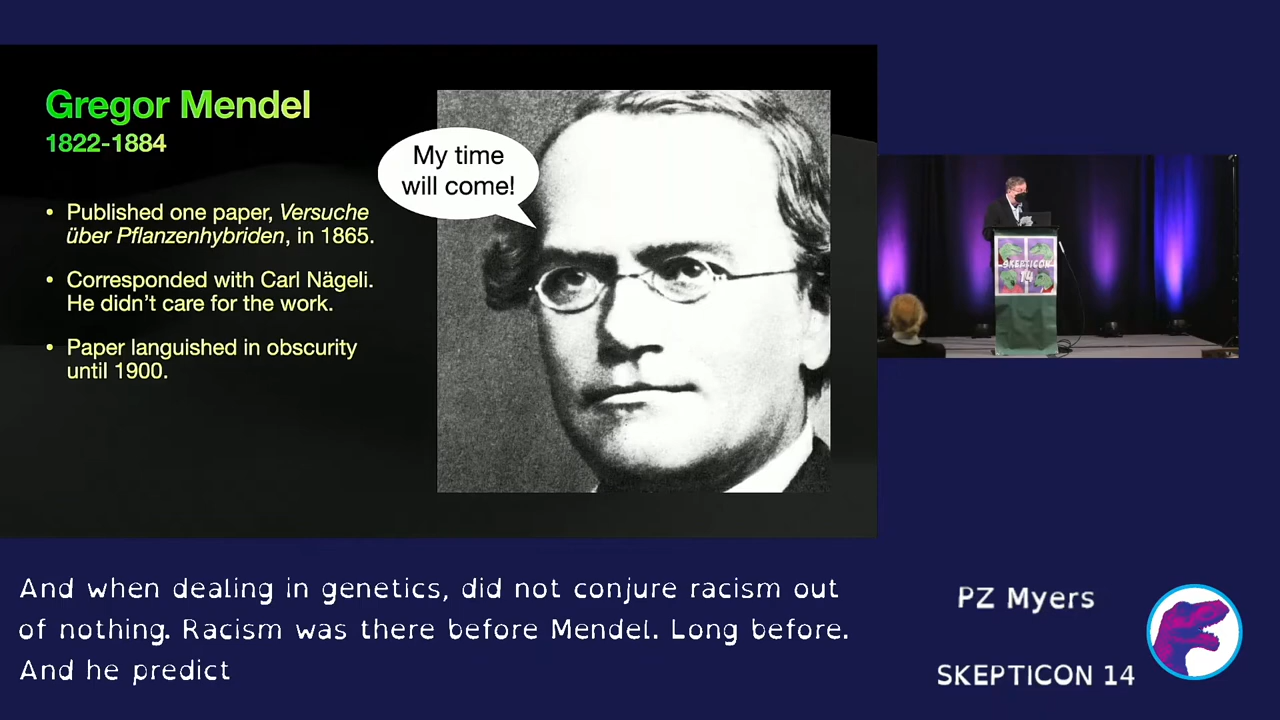 Gregor Mendel
1822-1884
• Published one paper, Versuche
über Pflanzenhybriden, in 1865.
• Corresponded with Carl Nägeli.
He didn't care for the work.
• Paper languished in obscurity
until 1900.
My time
will come!
SKEPTICON
14
And when dealing in genetics, did not conjure racism out
of nothing. Racism was there before Mendel. Long before.
And he predict
PZ Myers
SKEPTICON 14